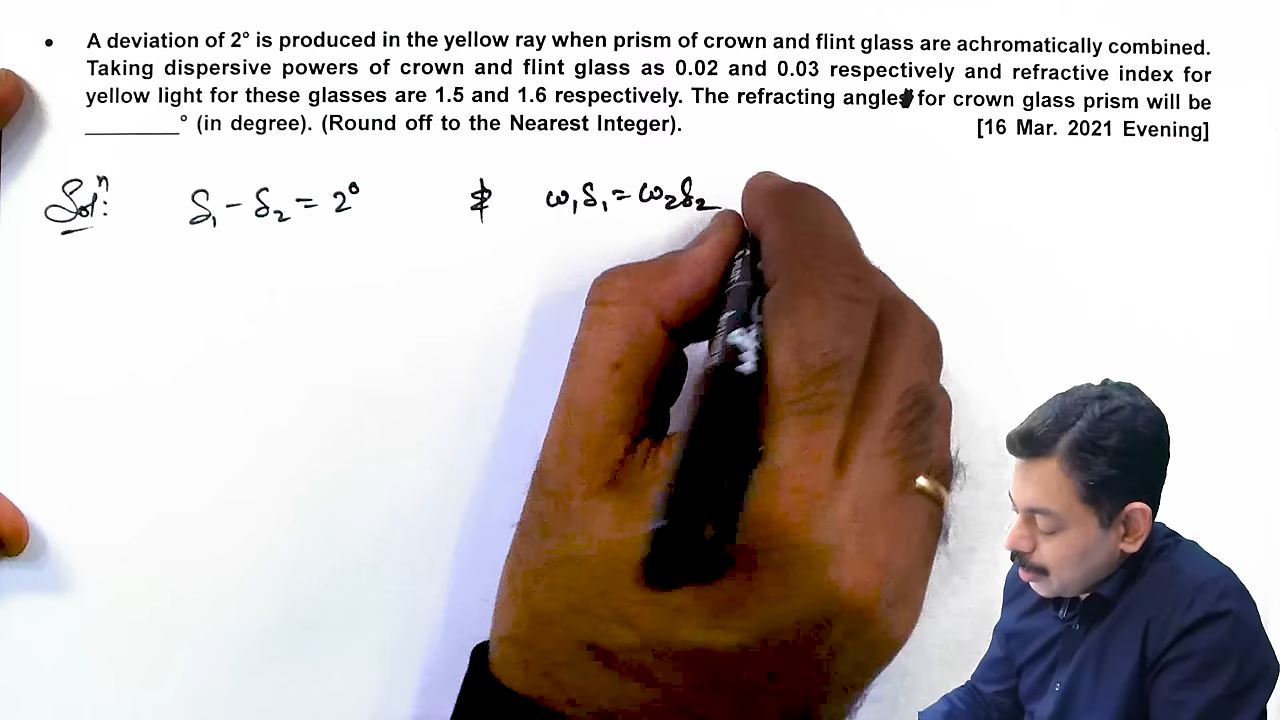 • A deviation of 2° is produced in the yellow ray when prism of crown and flint glass are achromatically combined.
Taking dispersive powers of crown and flint glass as 0.02 and 0.03 respectively and refractive index for
yellow light for these glasses are 1.5 and 1.6 respectively. The refracting angle for crown glass prism will be
________° (in degree). (Round off to the Nearest Integer). [16 Mar. 2021 Evening]
Solⁿ: δ₁ - δ₂ = 2° & ω₁δ₁ = ω₂δ₂